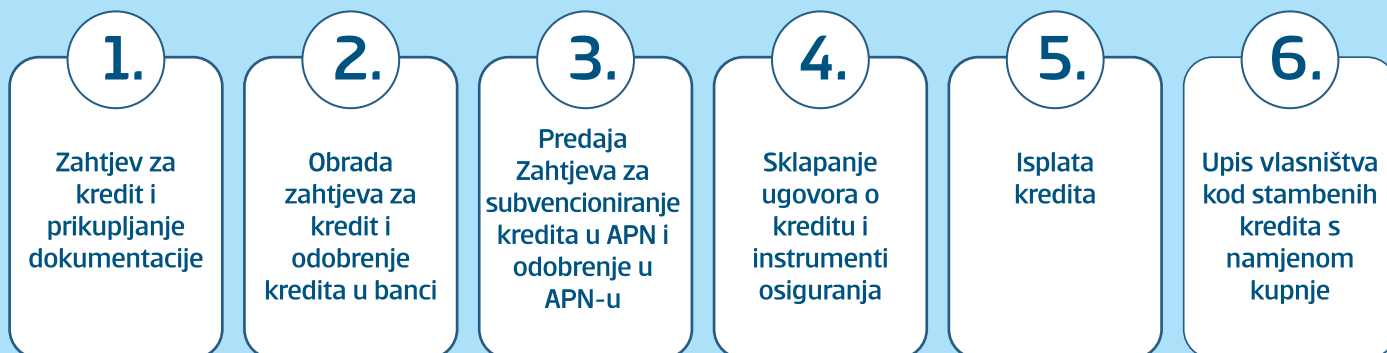 1.
Zahtjev za
kredit i
prikupljanje
dokumentacije
2.
Obrada
zahtjeva za
kredit i
odobrenje
kredita u banci
3.
Predaja
Zahtjeva za
subvencioniranje
kredita u APN i
odobrenje u
APN-u
4.
Sklapanje
ugovora o
kreditu i
instrumenti
osiguranja
5.
Isplata
kredita
6.
Upis vlasništva
kod stambenih
kredita s
namjenom
kupnje